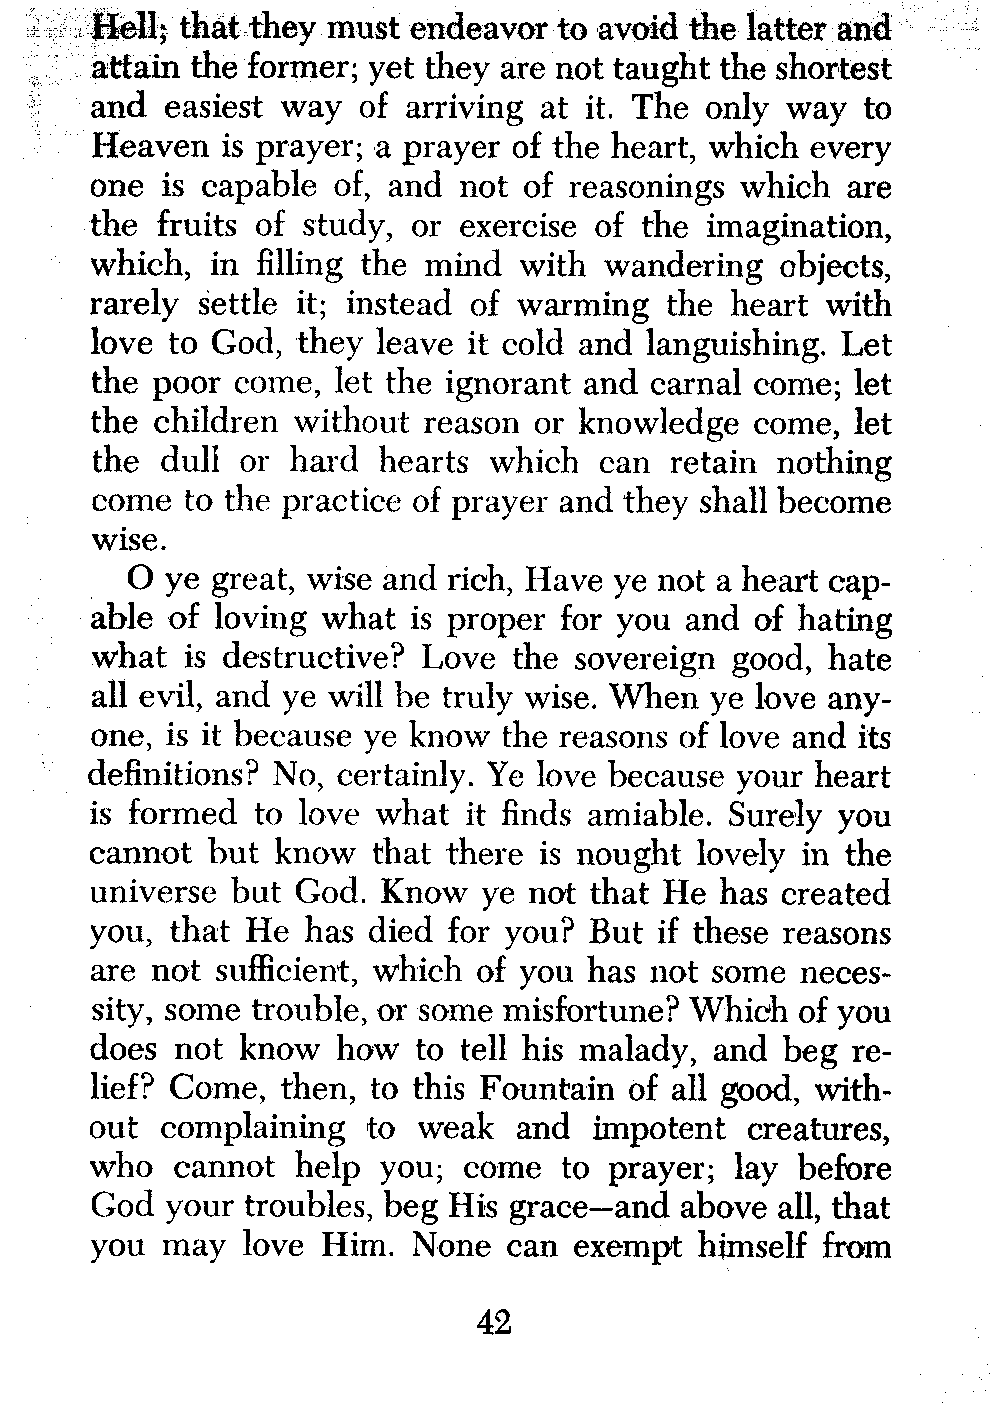 Hell; that they must endeavor to avoid the latter and
attain the former; yet they are not taught the shortest
and easiest way of arriving at it. The only way to
Heaven is prayer; a prayer of the heart, which every
one is capable of, and not of reasonings which are
the fruits of study, or exercise of the imagination,
which, in filling the mind with wandering objects,
rarely settle it; instead of warming the heart with
love to God, they leave it cold and languishing. Let
the poor come, let the ignorant and carnal come; let
the children without reason or knowledge come, let
the dull or hard hearts which can retain nothing
come to the practice of prayer and they shall become
wise.
O ye great, wise and rich, Have ye not a heart cap-
able of loving what is proper for you and of hating
what is destructive? Love the sovereign good, hate
all evil, and ye will be truly wise. When ye love any-
one, is it because ye know the reasons of love and its
definitions? No, certainly. Ye love because your heart
is formed to love what it finds amiable. Surely you
cannot but know that there is nought lovely in the
universe but God. Know ye not that He has created
you, that He has died for you? But if these reasons
are not sufficient, which of you has not some neces-
sity, some trouble, or some misfortune? Which of you
does not know how to tell his malady, and beg re-
lief? Come, then, to this Fountain of all good, with-
out complaining to weak and impotent creatures,
who cannot help you; come to prayer; lay before
God your troubles, beg His grace—and above all, that
you may love Him. None can exempt himself from
42